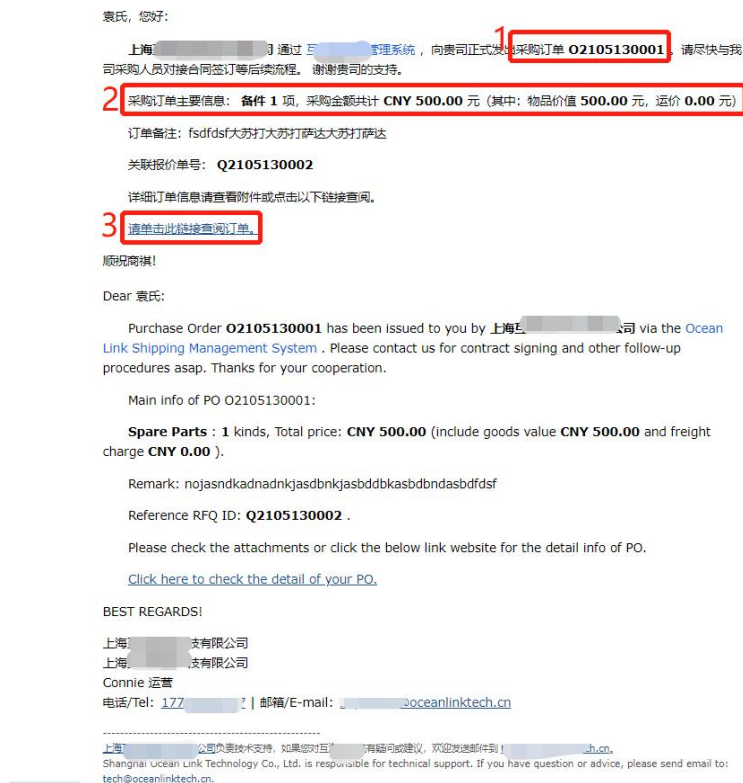 袁氏，您好：
1
上海 司 通过 互 管理系统 ，向贵司正式发出采购订单 O2105130001 。请尽快与我
司采购人员对接合同签订等后续流程。 谢谢贵司的支持。
2
采购订单主要信息： 备件 1 项，采购金额共计 CNY 500.00 元（其中：物品价值 500.00 元，运价 0.00 元）
订单备注：fsdfdsf大苏打大苏打萨达大苏打萨达
关联报价单号： Q2105130002
详细订单信息请查看附件或点击以下链接查阅。
3
请单击此链接查阅订单。
顺祝商祺!
Dear 袁氏:
Purchase Order O2105130001 has been issued to you by 上海互 公司 via the Ocean
Link Shipping Management System . Please contact us for contract signing and other follow-up
procedures asap. Thanks for your cooperation.
Main info of PO O2105130001:
Spare Parts : 1 kinds, Total price: CNY 500.00 (include goods value CNY 500.00 and freight
charge CNY 0.00 ).
Remark: nojasndkadnadnkjasdbnkjasbddbkasbdbndasbdfdsf
Reference RFQ ID: Q2105130002 .
Please check the attachments or click the below link website for the detail info of PO.
Click here to check the detail of your PO.
BEST REGARDS!
上海 技有限公司
上海 技有限公司
Connie 运营
电话/Tel: 177 7 | 邮箱/E-mail: oceanlinktech.cn
--------------------------------------------------
上海互 公司负责技术支持，如果您对互 有疑问或建议，欢迎发送邮件到 t ch.cn。
Shanghai Ocean Link Technology Co., Ltd. is responsible for technical support. If you have question or advice, please send email to:
tech@oceanlinktech.cn.